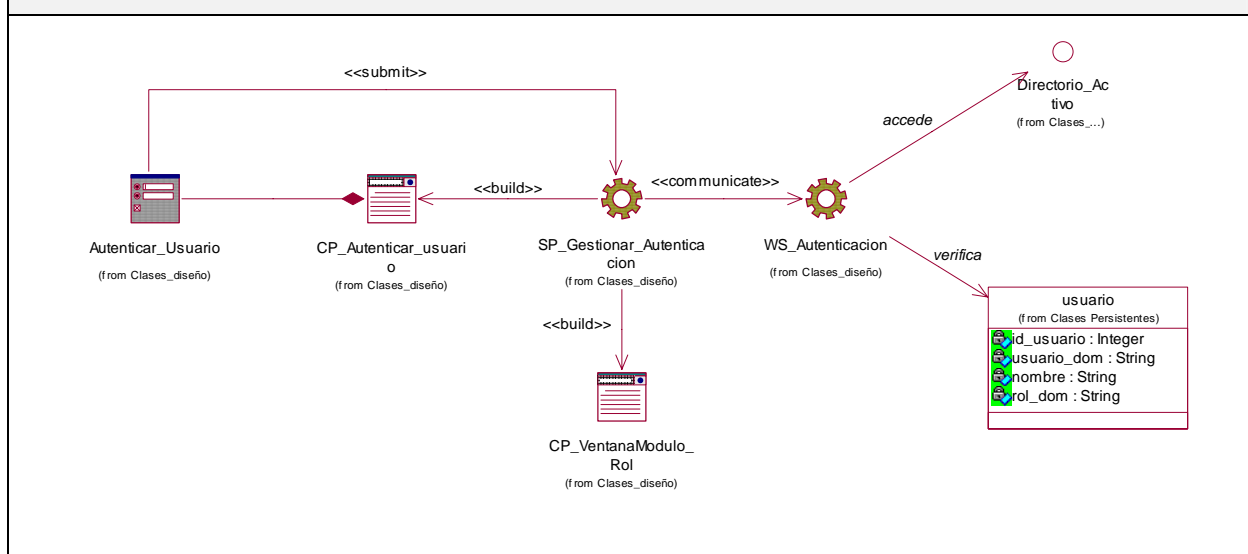 <<submit>>
Directorio_Ac
tivo
(from Clases_...)
accede
<<build>>
<<communicate>>
Autenticar_Usuario
(from Clases_diseño)
CP_Autenticar_usuari
o
(from Clases_diseño)
SP_Gestionar_Autentica
cion
(from Clases_diseño)
WS_Autenticacion
(from Clases_diseño)
verifica
usuario
(from Clases Persistentes)
id_usuario : Integer
usuario_dom : String
nombre : String
rol_dom : String
<<build>>
CP_VentanaModulo_
Rol
(from Clases_diseño)